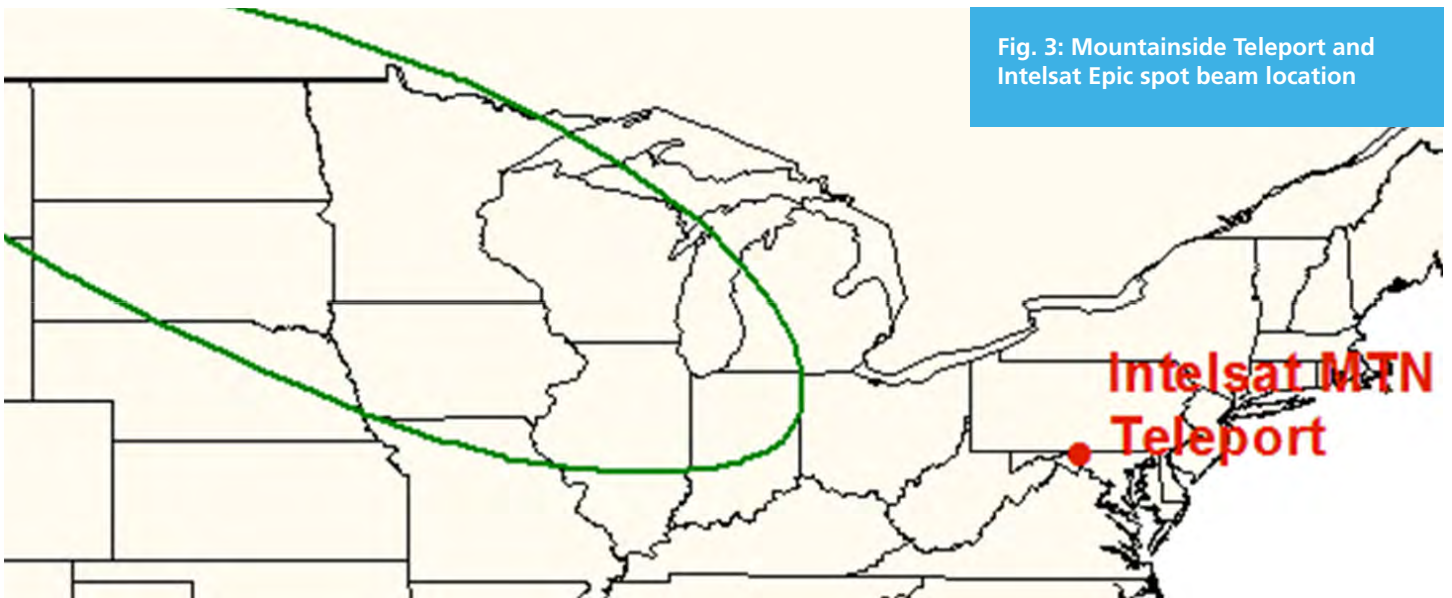 Fig. 3: Mountainside Teleport and
Intelsat Epic spot beam location
Intelsat MTN
Teleport